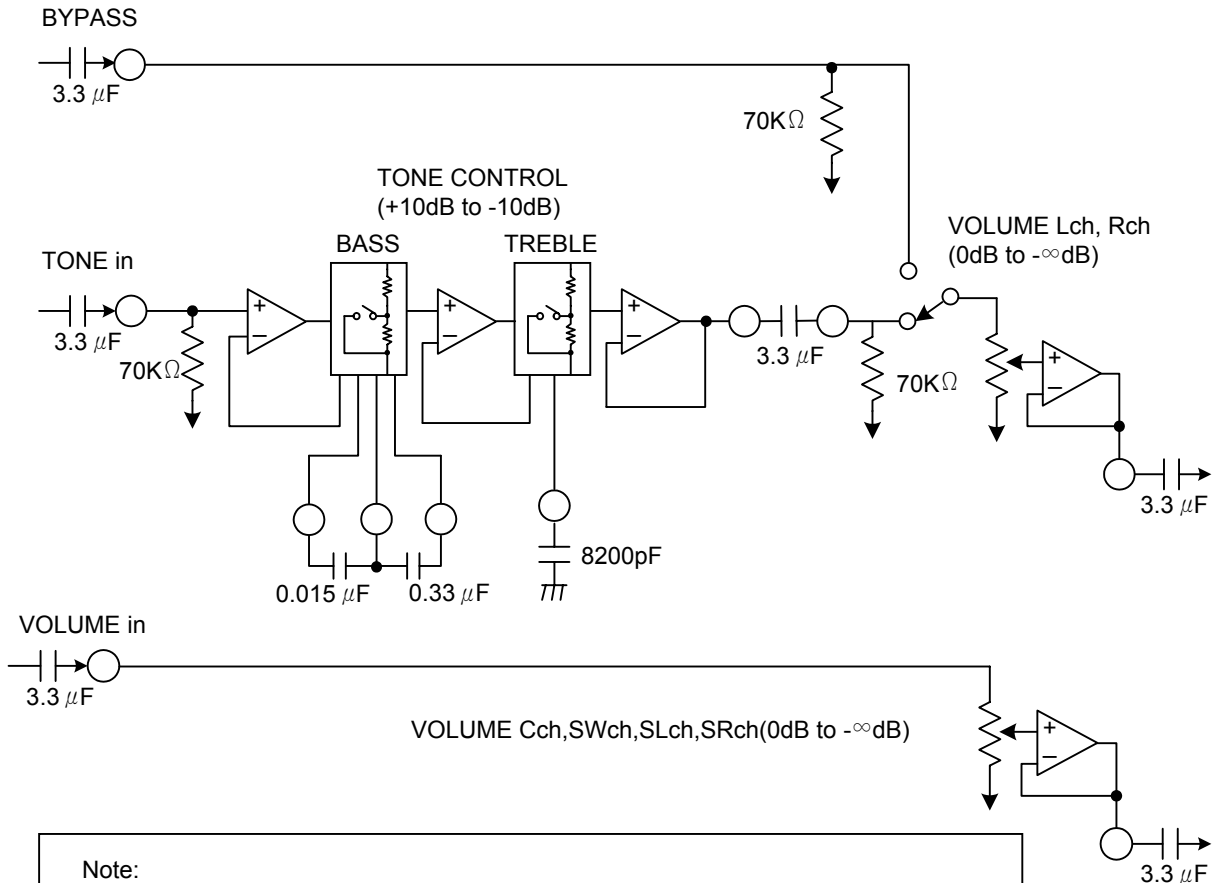 BYPASS
3.3 μF
70KΩ
TONE CONTROL
(+10dB to -10dB)
BASS
TREBLE
VOLUME Lch, Rch
(0dB to -∞dB)
TONE in
3.3 μF
70KΩ
+
−
+
−
+
−
3.3 μF
70KΩ
+
−
3.3 μF
0.015 μF
0.33 μF
8200pF
VOLUME in
3.3 μF
VOLUME Cch,SWch,SLch,SRch(0dB to -∞dB)
+
−
3.3 μF
Note: